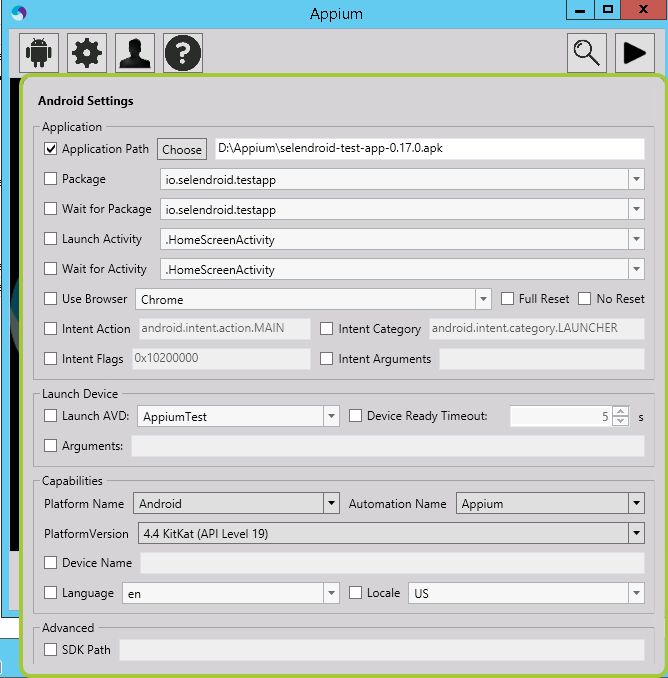 Appium
Android Settings
Application
Application Path Choose D:\Appium\selendroid-test-app-0.17.0.apk
Package io.selendroid.testapp
Wait for Package io.selendroid.testapp
Launch Activity .HomeScreenActivity
Wait for Activity .HomeScreenActivity
Use Browser Chrome Full Reset No Reset
Intent Action android.intent.action.MAIN Intent Category android.intent.category.LAUNCHER
Intent Flags 0x10200000 Intent Arguments
Launch Device
Launch AVD: AppiumTest Device Ready Timeout: 5 s
Arguments:
Capabilities
Platform Name Android Automation Name Appium
PlatformVersion 4.4 KitKat (API Level 19)
Device Name
Language en Locale US
Advanced
SDK Path